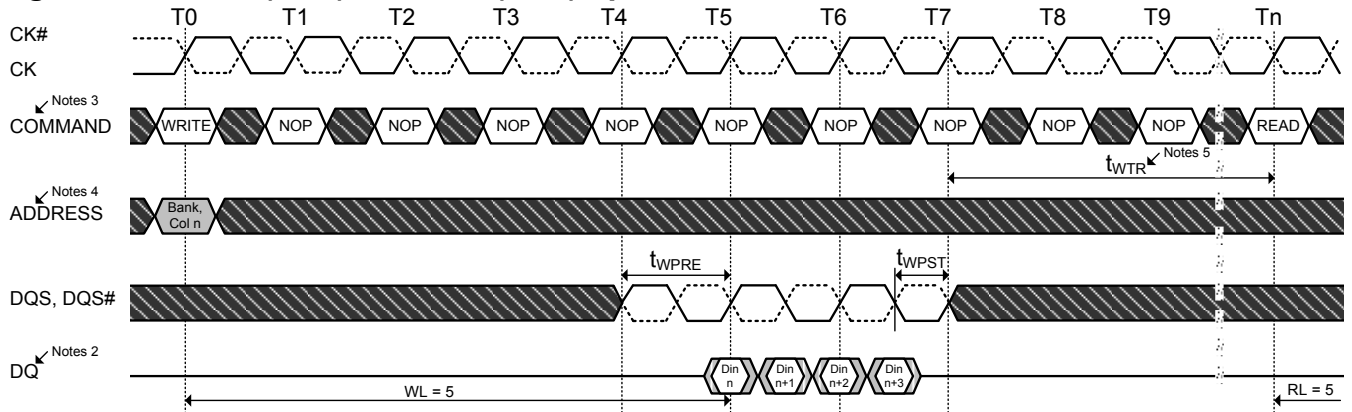 T0 T1 T2 T3 T4 T5 T6 T7 T8 T9 Tn
CK#
CK
Notes 3
COMMAND WRITE NOP NOP NOP NOP NOP NOP NOP NOP NOP READ
tWTR Notes 5
Notes 4
ADDRESS
Bank,
Col n
tWPRE tWPST
DQS, DQS#
Notes 2
DQ
Din Din Din Din
n n+1 n+2 n+3
WL = 5 RL = 5